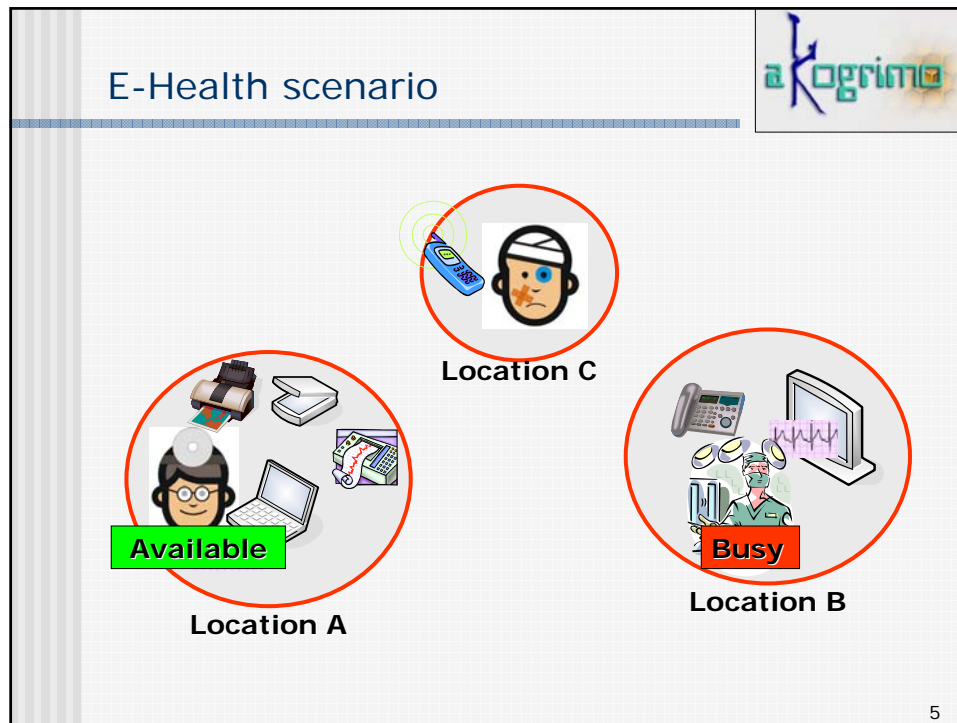 E-Health scenario
akogrimo
Location C
Available
Busy
Location A
Location B
5